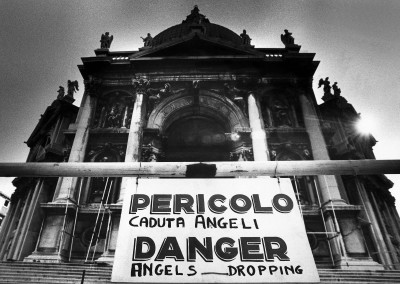 PERICOLO
CADUTA ANGELI
DANGER
ANGELS DROPPING